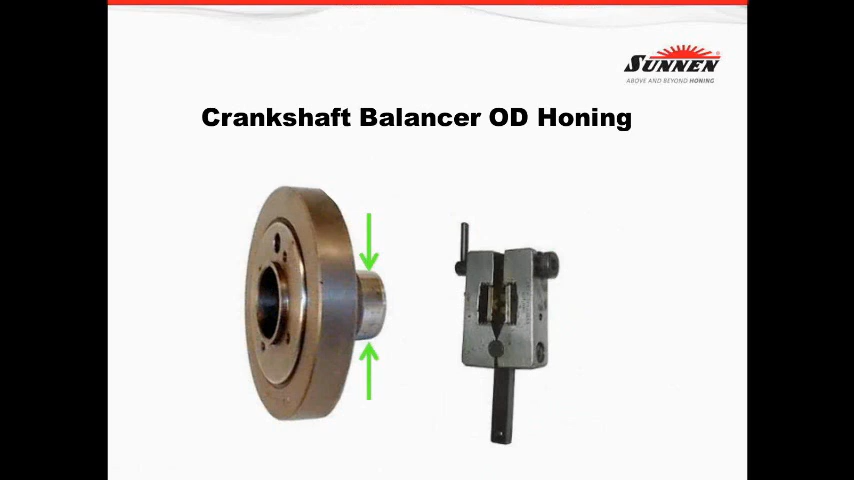 SUNNEN®
ABOVE AND BEYOND HONING
Crankshaft Balancer OD Honing